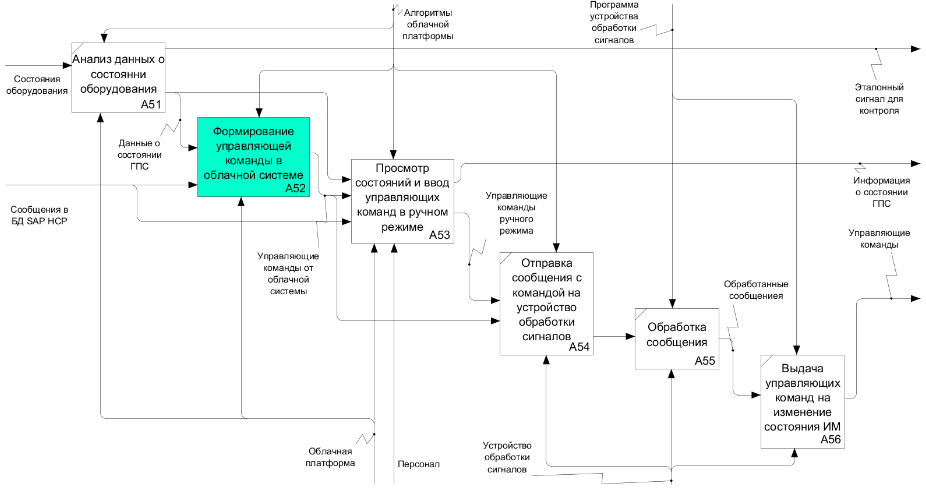 Алгоритмы
облачной
платформы
Программа
устройства
обработки
сигналов
Анализ данных о
состоянни
оборудования
A51
Состояния
оборудования
Эталонный
сигнал для
контроля
Данные о
состоянии
ГПС
Формирование
управляющей
команды в
облачной системе
A52
Просмотр
состояний и ввод
управляющих
команд в ручном
режиме
A53
Сообщения в
БД SAP HCP
Информация
о состоянии
ГПС
Управляющие
команды
ручного
режима
Управляющие
команды
Управляющие
команды от
облачной
системы
Отправка
сообщения с
командой на
устройство
обработки
сигналов
A54
Обработанные
сообщениея
Обработка
сообщения
A55
Выдача
управляющих
команд на
изменение
состояния ИМ
A56
Облачная
платформа
Персонал
Устройство
обработки
сигналов